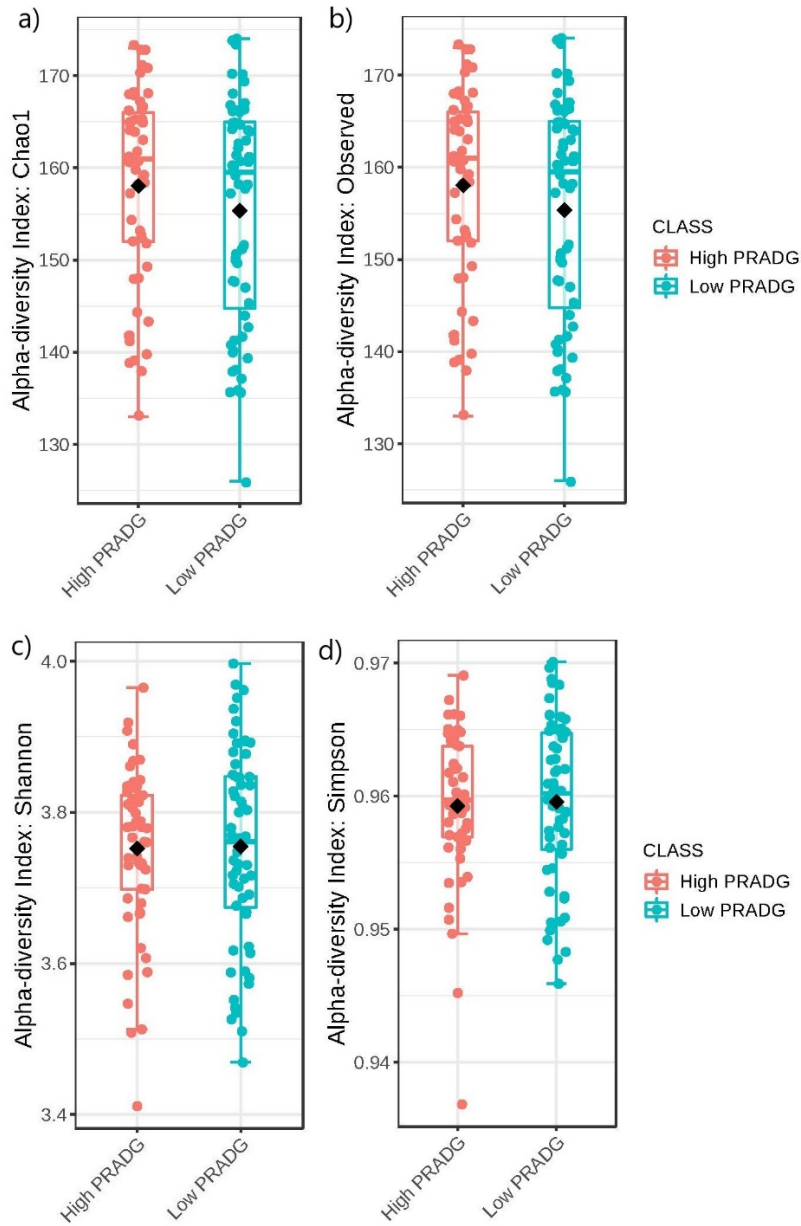 a)
Alpha-diversity Index: Chao1
170
160
150
140
130
High PRADG
Low PRADG
b)
Alpha-diversity Index: Observed
170
160
150
140
130
High PRADG
Low PRADG
CLASS
High PRADG
Low PRADG
c)
Alpha-diversity Index: Shannon
4.0
3.8
3.6
3.4
High PRADG
Low PRADG
d)
Alpha-diversity Index: Simpson
0.97
0.96
0.95
0.94
High PRADG
Low PRADG
CLASS
High PRADG
Low PRADG